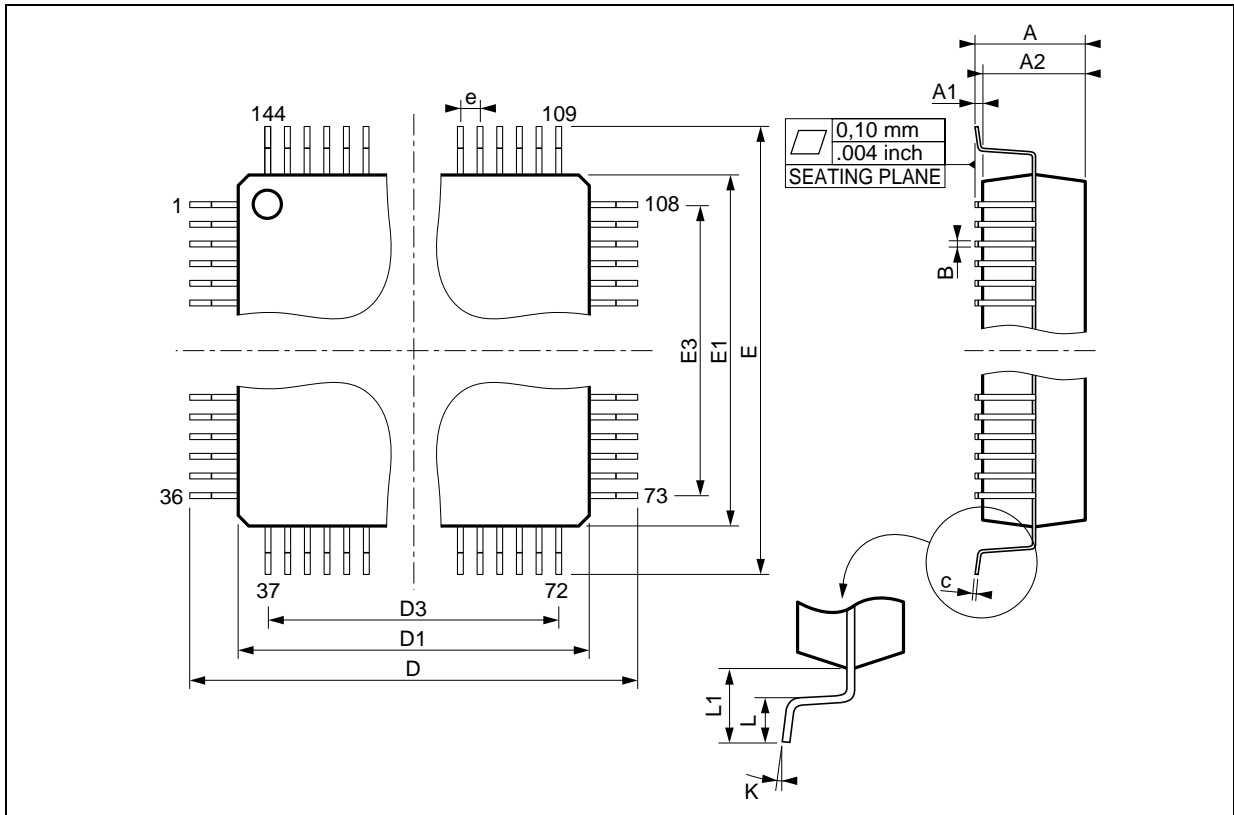 A
A2
A1
e
144
109
0,10 mm
.004 inch
SEATING PLANE
1
108
B
E3
E1
E
36
73
37
72
c
D3
D1
D
L1
L
K